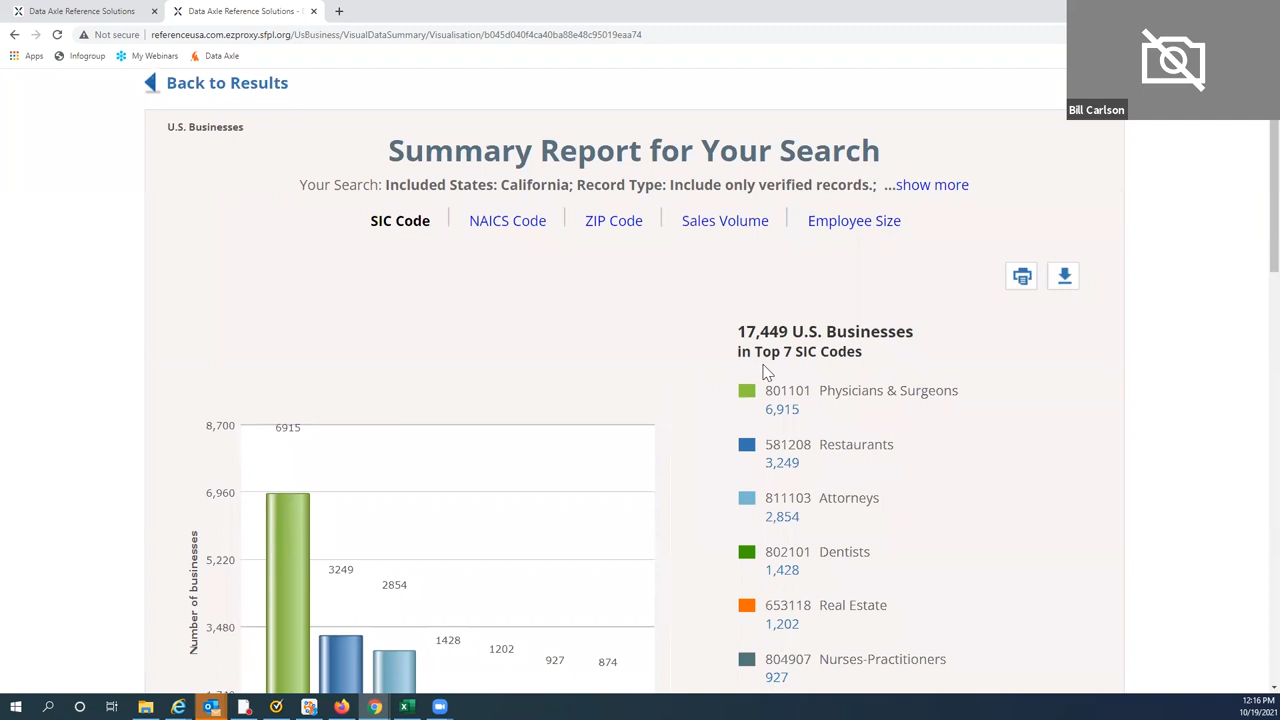 Data Axle Reference Solutions
Data Axle Reference Solutions -
Not secure
referenceusa.com.ezproxy.sfpl.org/UsBusiness/VisualDataSummary/Visualisation/b045d040f4ca40ba88e48c95019eaa74
Apps
Infogroup
My Webinars
Data Axle
Bill Carlson
Back to Results
U.S. Businesses
Summary Report for Your Search
Your Search: Included States: California; Record Type: Include only verified records.; ...show more
SIC Code
NAICS Code
ZIP Code
Sales Volume
Employee Size
17,449 U.S. Businesses
in Top 7 SIC Codes
801101 Physicians & Surgeons
6,915
581208 Restaurants
3,249
811103 Attorneys
2,854
802101 Dentists
1,428
653118 Real Estate
1,202
804907 Nurses-Practitioners
927
Number of businesses
8,700
6,960
5,220
3,480
6915
3249
2854
1428
1202
927
874
12:16 PM
10/19/2021